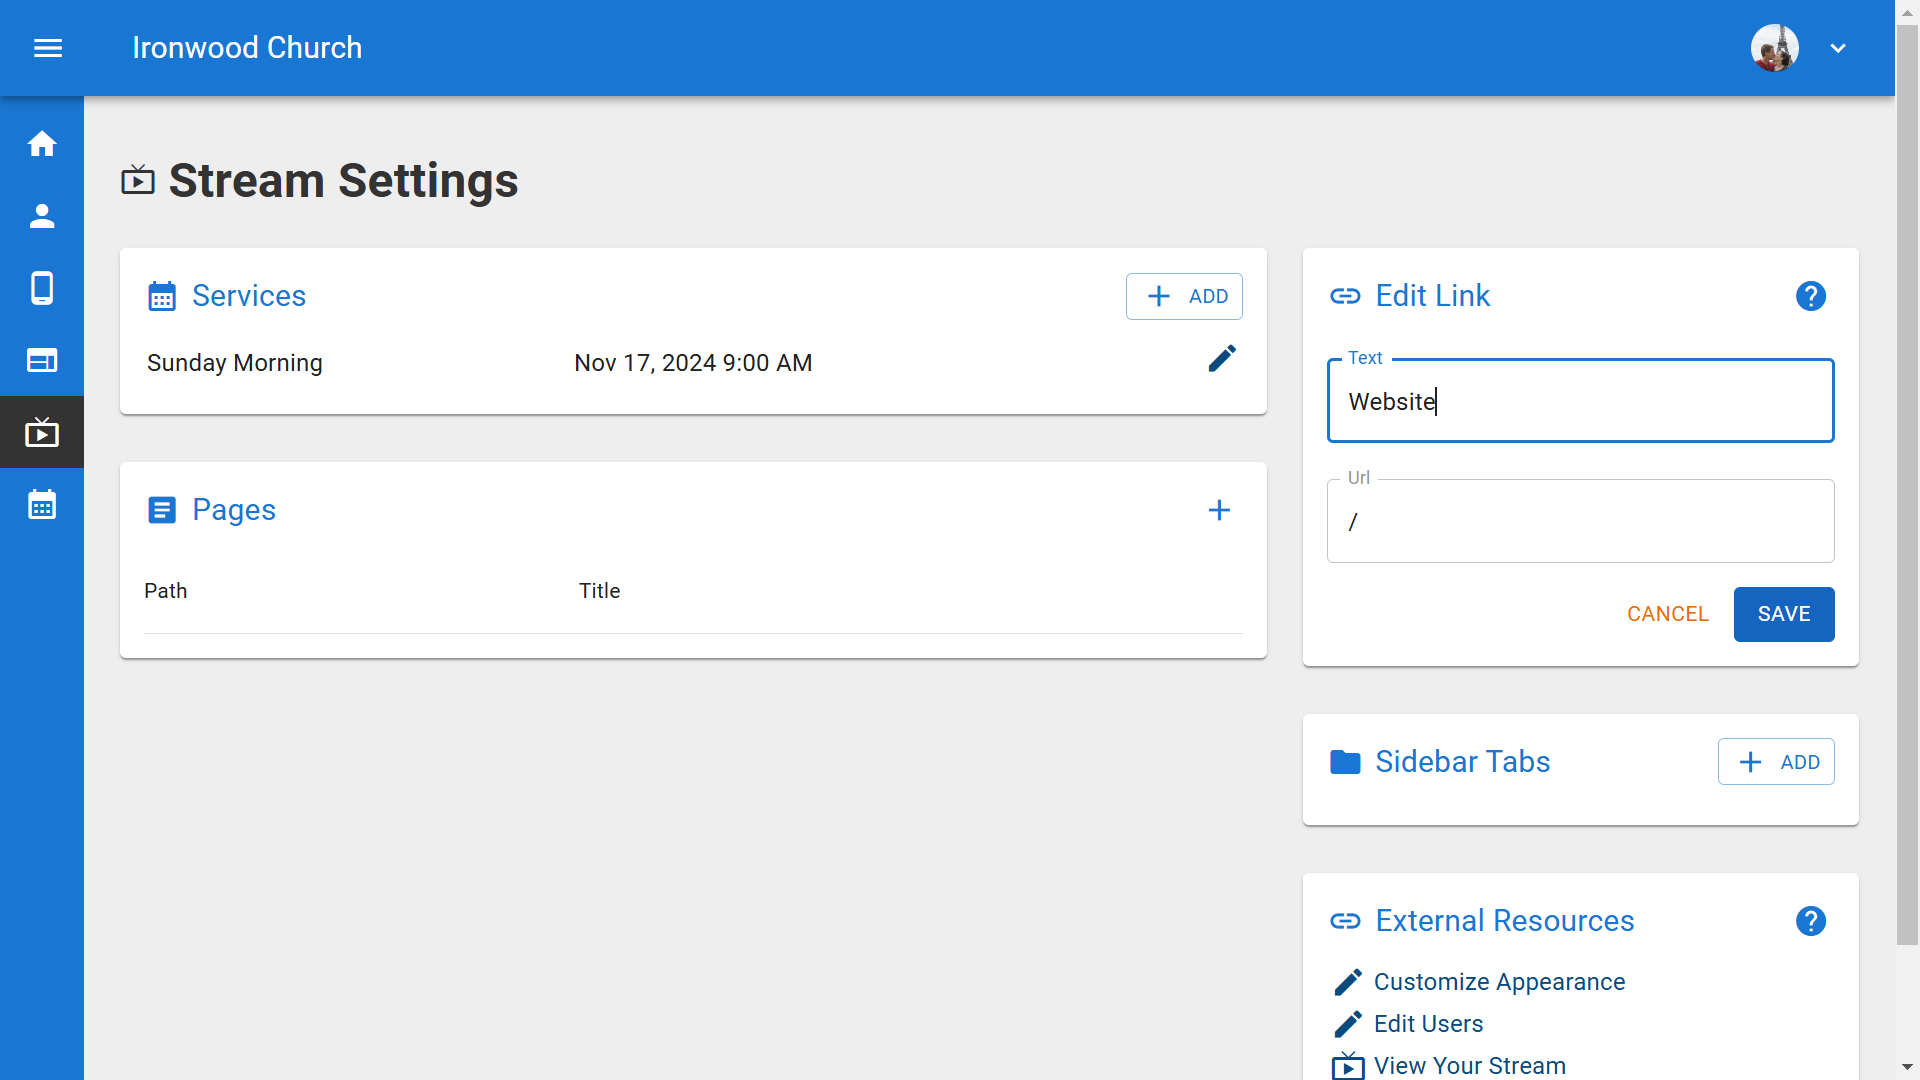 Ironwood Church
Stream Settings
Services
ADD
Sunday Morning
Nov 17, 2024 9:00 AM
Pages
Path
Title
Edit Link
Text
Website
Url
/
CANCEL
SAVE
Sidebar Tabs
ADD
External Resources
Customize Appearance
Edit Users
View Your Stream